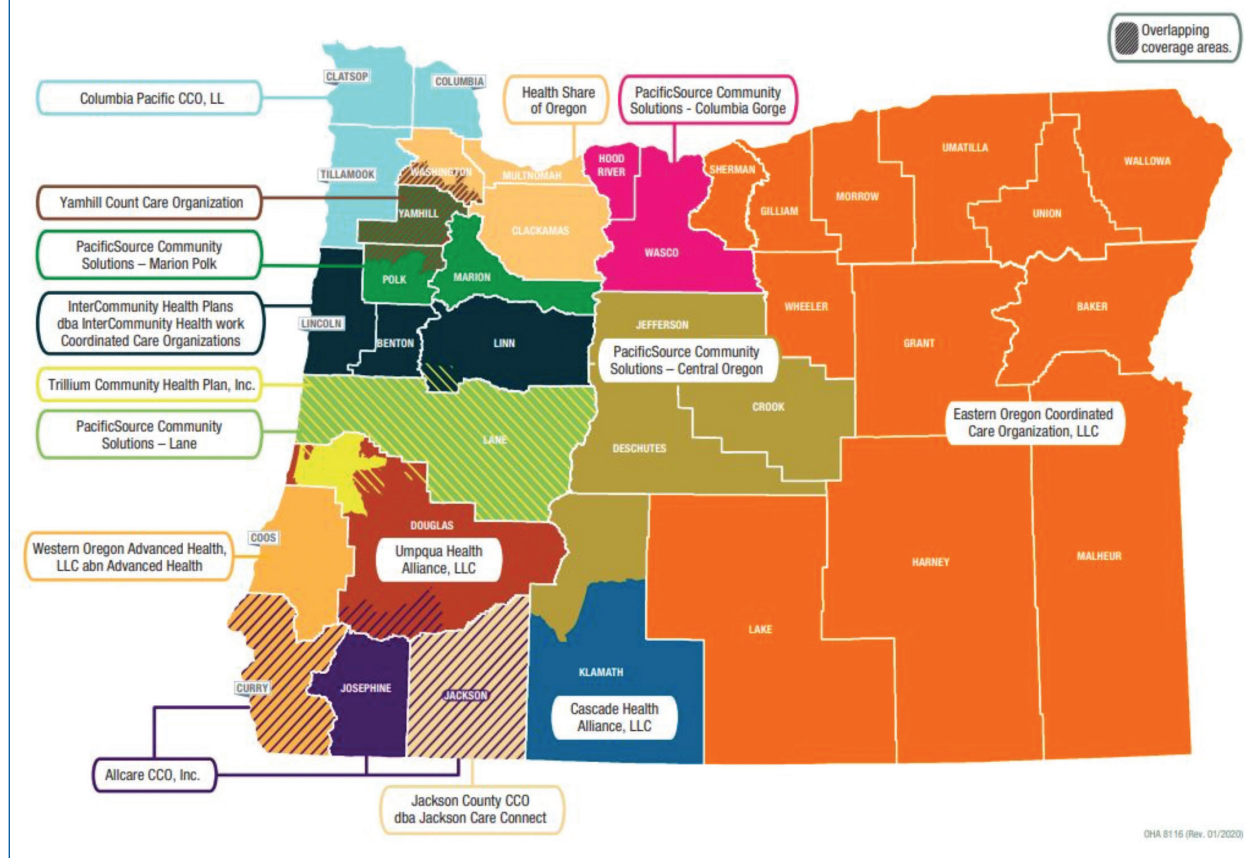 Overlapping
coverage areas.
CLATSOP
COLUMBIA
Columbia Pacific CCO, LL
Health Share
of Oregon
PacificSource Community
Solutions - Columbia Gorge
TILLAMOOK
WASHINGTON
MULTNOMAH
HOOD
RIVER
SHERMAN
UMATILLA
WALLOWA
MORROW
GILLIAM
UNION
Yamhill Count Care Organization
YAMHILL
CLACKAMAS
WASCO
PacificSource Community
Solutions – Marion Polk
POLK
MARION
WHEELER
BAKER
InterCommunity Health Plans
dba InterCommunity Health work
Coordinated Care Organizations
LINCOLN
BENTON
LINN
JEFFERSON
GRANT
PacificSource Community
Solutions – Central Oregon
Trillium Community Health Plan, Inc.
CROOK
PacificSource Community
Solutions – Lane
LANE
DESCHUTES
Eastern Oregon Coordinated
Care Organization, LLC
COOS
DOUGLAS
Umpqua Health
Alliance, LLC
Western Oregon Advanced Health,
LLC abn Advanced Health
HARNEY
MALHEUR
LAKE
CURRY
JOSEPHINE
JACKSON
KLAMATH
Cascade Health
Alliance, LLC
Allcare CCO, Inc.
Jackson County CCO
dba Jackson Care Connect
OHA 8116 (Rev. 01/2020)